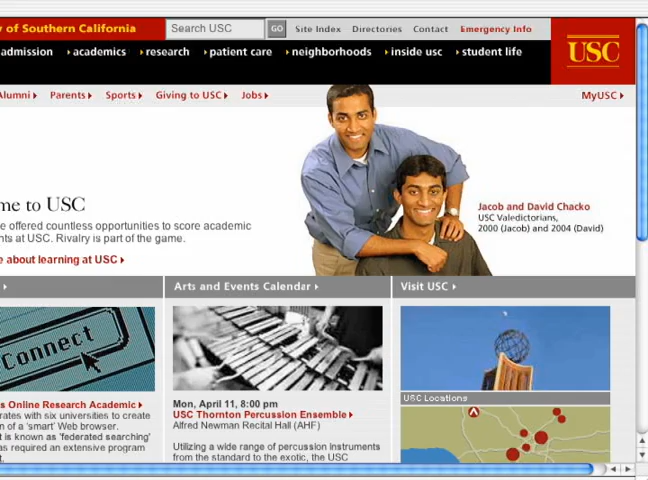 y of Southern California
Search USC
GO
Site Index
Directories
Contact
Emergency Info
USC
admission
academics
research
patient care
neighborhoods
inside usc
student life
Alumni
Parents
Sports
Giving to USC
Jobs
MyUSC
me to USC
e offered countless opportunities to score academic
nts at USC. Rivalry is part of the game.
e about learning at USC
Jacob and David Chacko
USC Valedictorians,
2000 (Jacob) and 2004 (David)
Arts and Events Calendar
Visit USC
Connect
s Online Research Academic
rates with six universities to create
n of a 'smart' Web browser.
t is known as 'federated searching'
as required an extensive program
t.
Mon, April 11, 8:00 pm
USC Thornton Percussion Ensemble
Alfred Newman Recital Hall (AHF)
Utilizing a wide range of percussion instruments
from the standard to the exotic, the USC
USC Locations